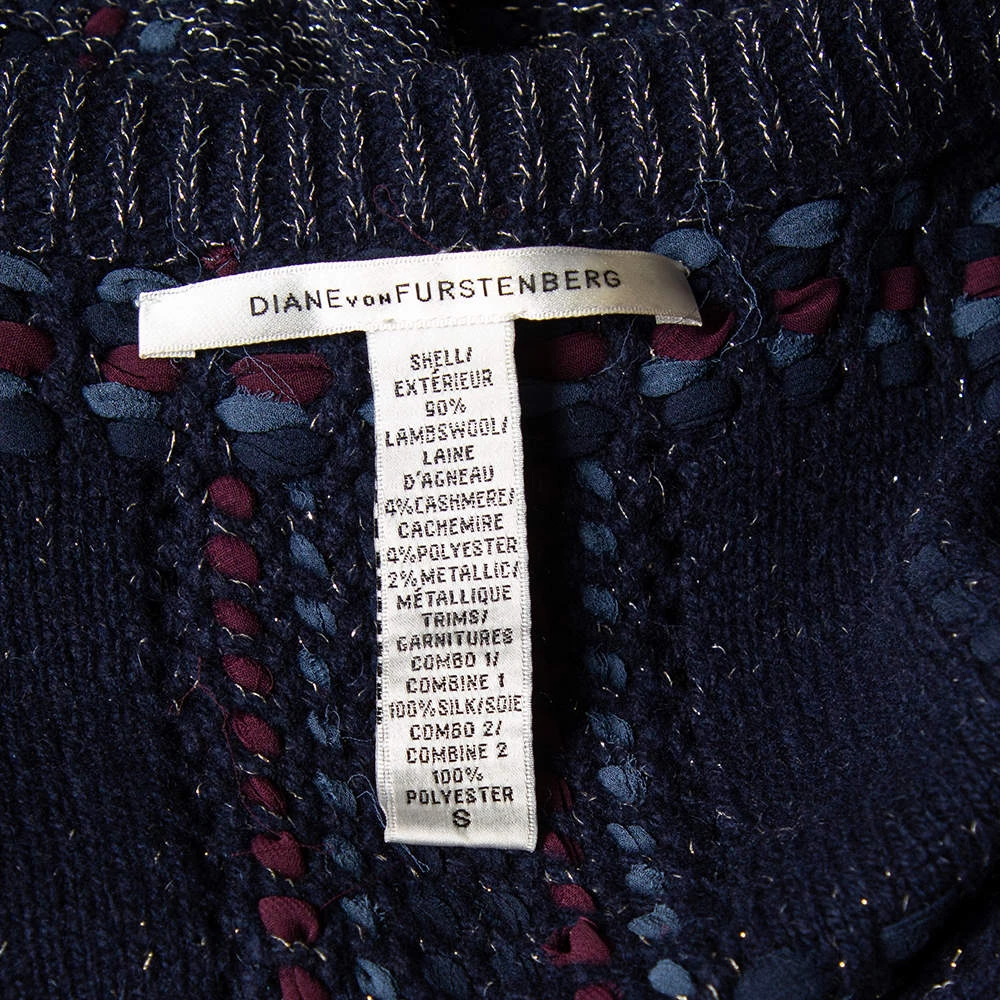 DIANE VON FURSTENBERG
SHELL/
EXTÉRIEUR
90%
LAMBSWOOL/
LAINE
D'AGNEAU
4%CASHMERE/
CACHEMIRE
4%POLYESTER
2%METALLIC/
MÉTALLIQUE
TRIMS/
GARNITURES
COMBO 1/
COMBINE 1
100%SILK/SOIE
COMBO 2/
COMBINE 2
100%
POLYESTER
S